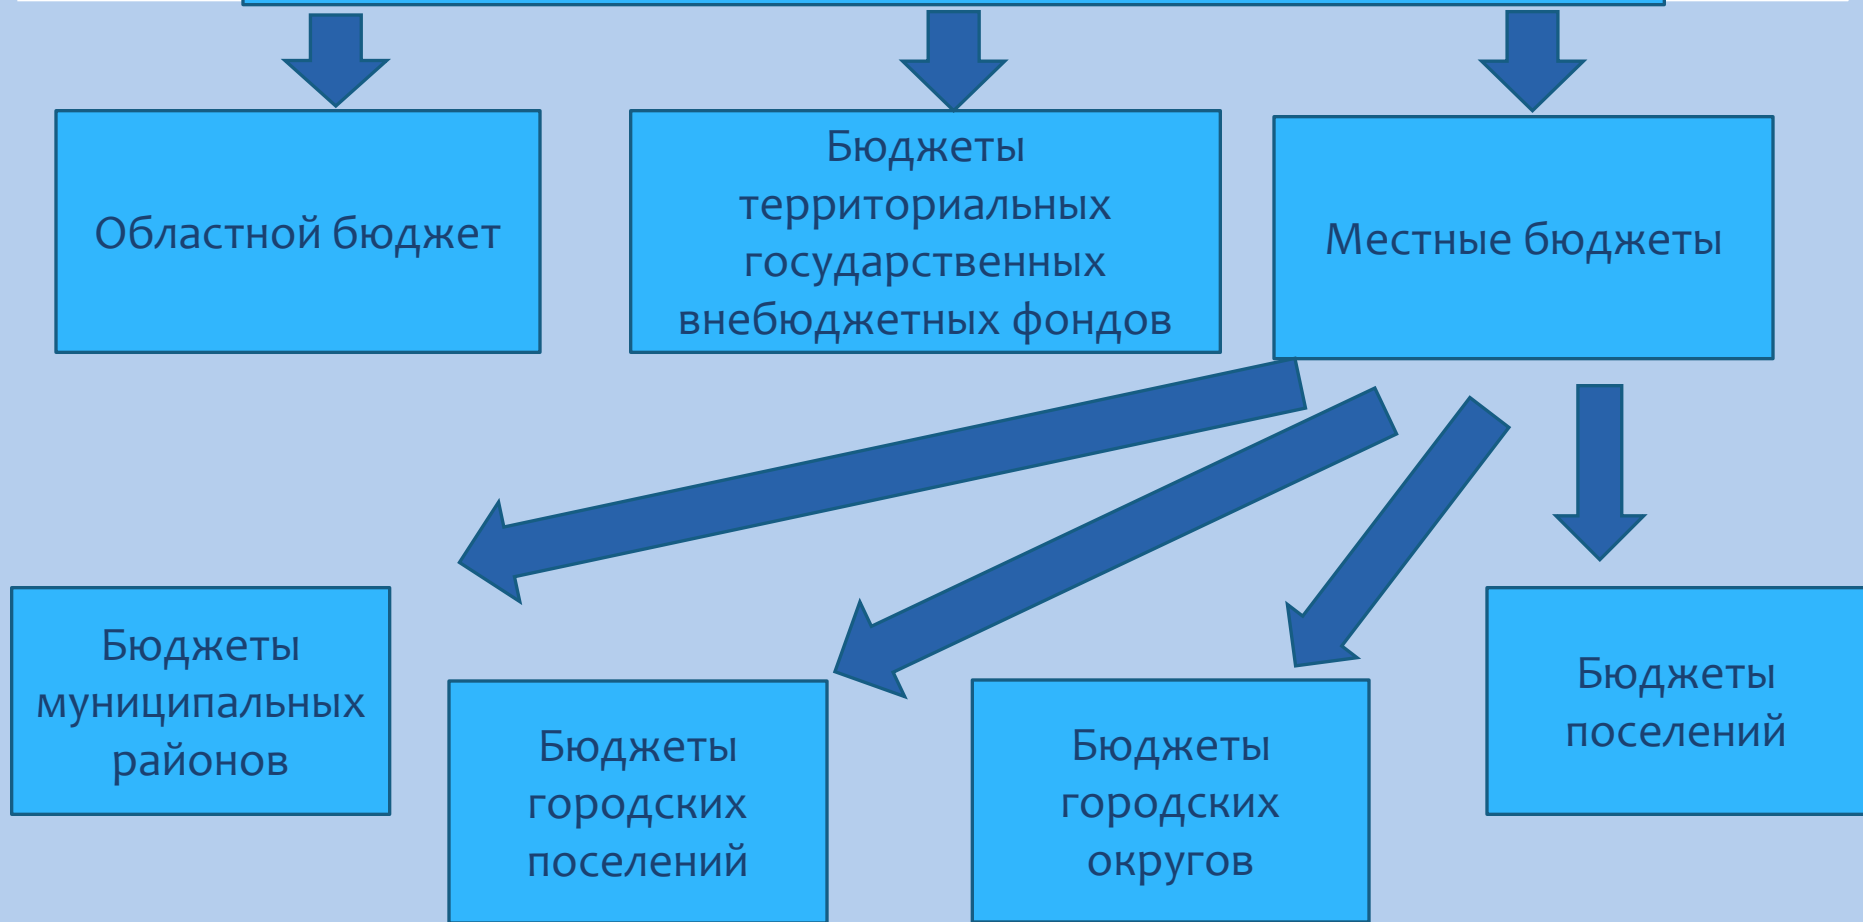 Областной бюджет
Бюджеты
территориальных
государственных
внебюджетных фондов
Местные бюджеты
Бюджеты
муниципальных
районов
Бюджеты
городских
поселений
Бюджеты
городских
округов
Бюджеты
поселений